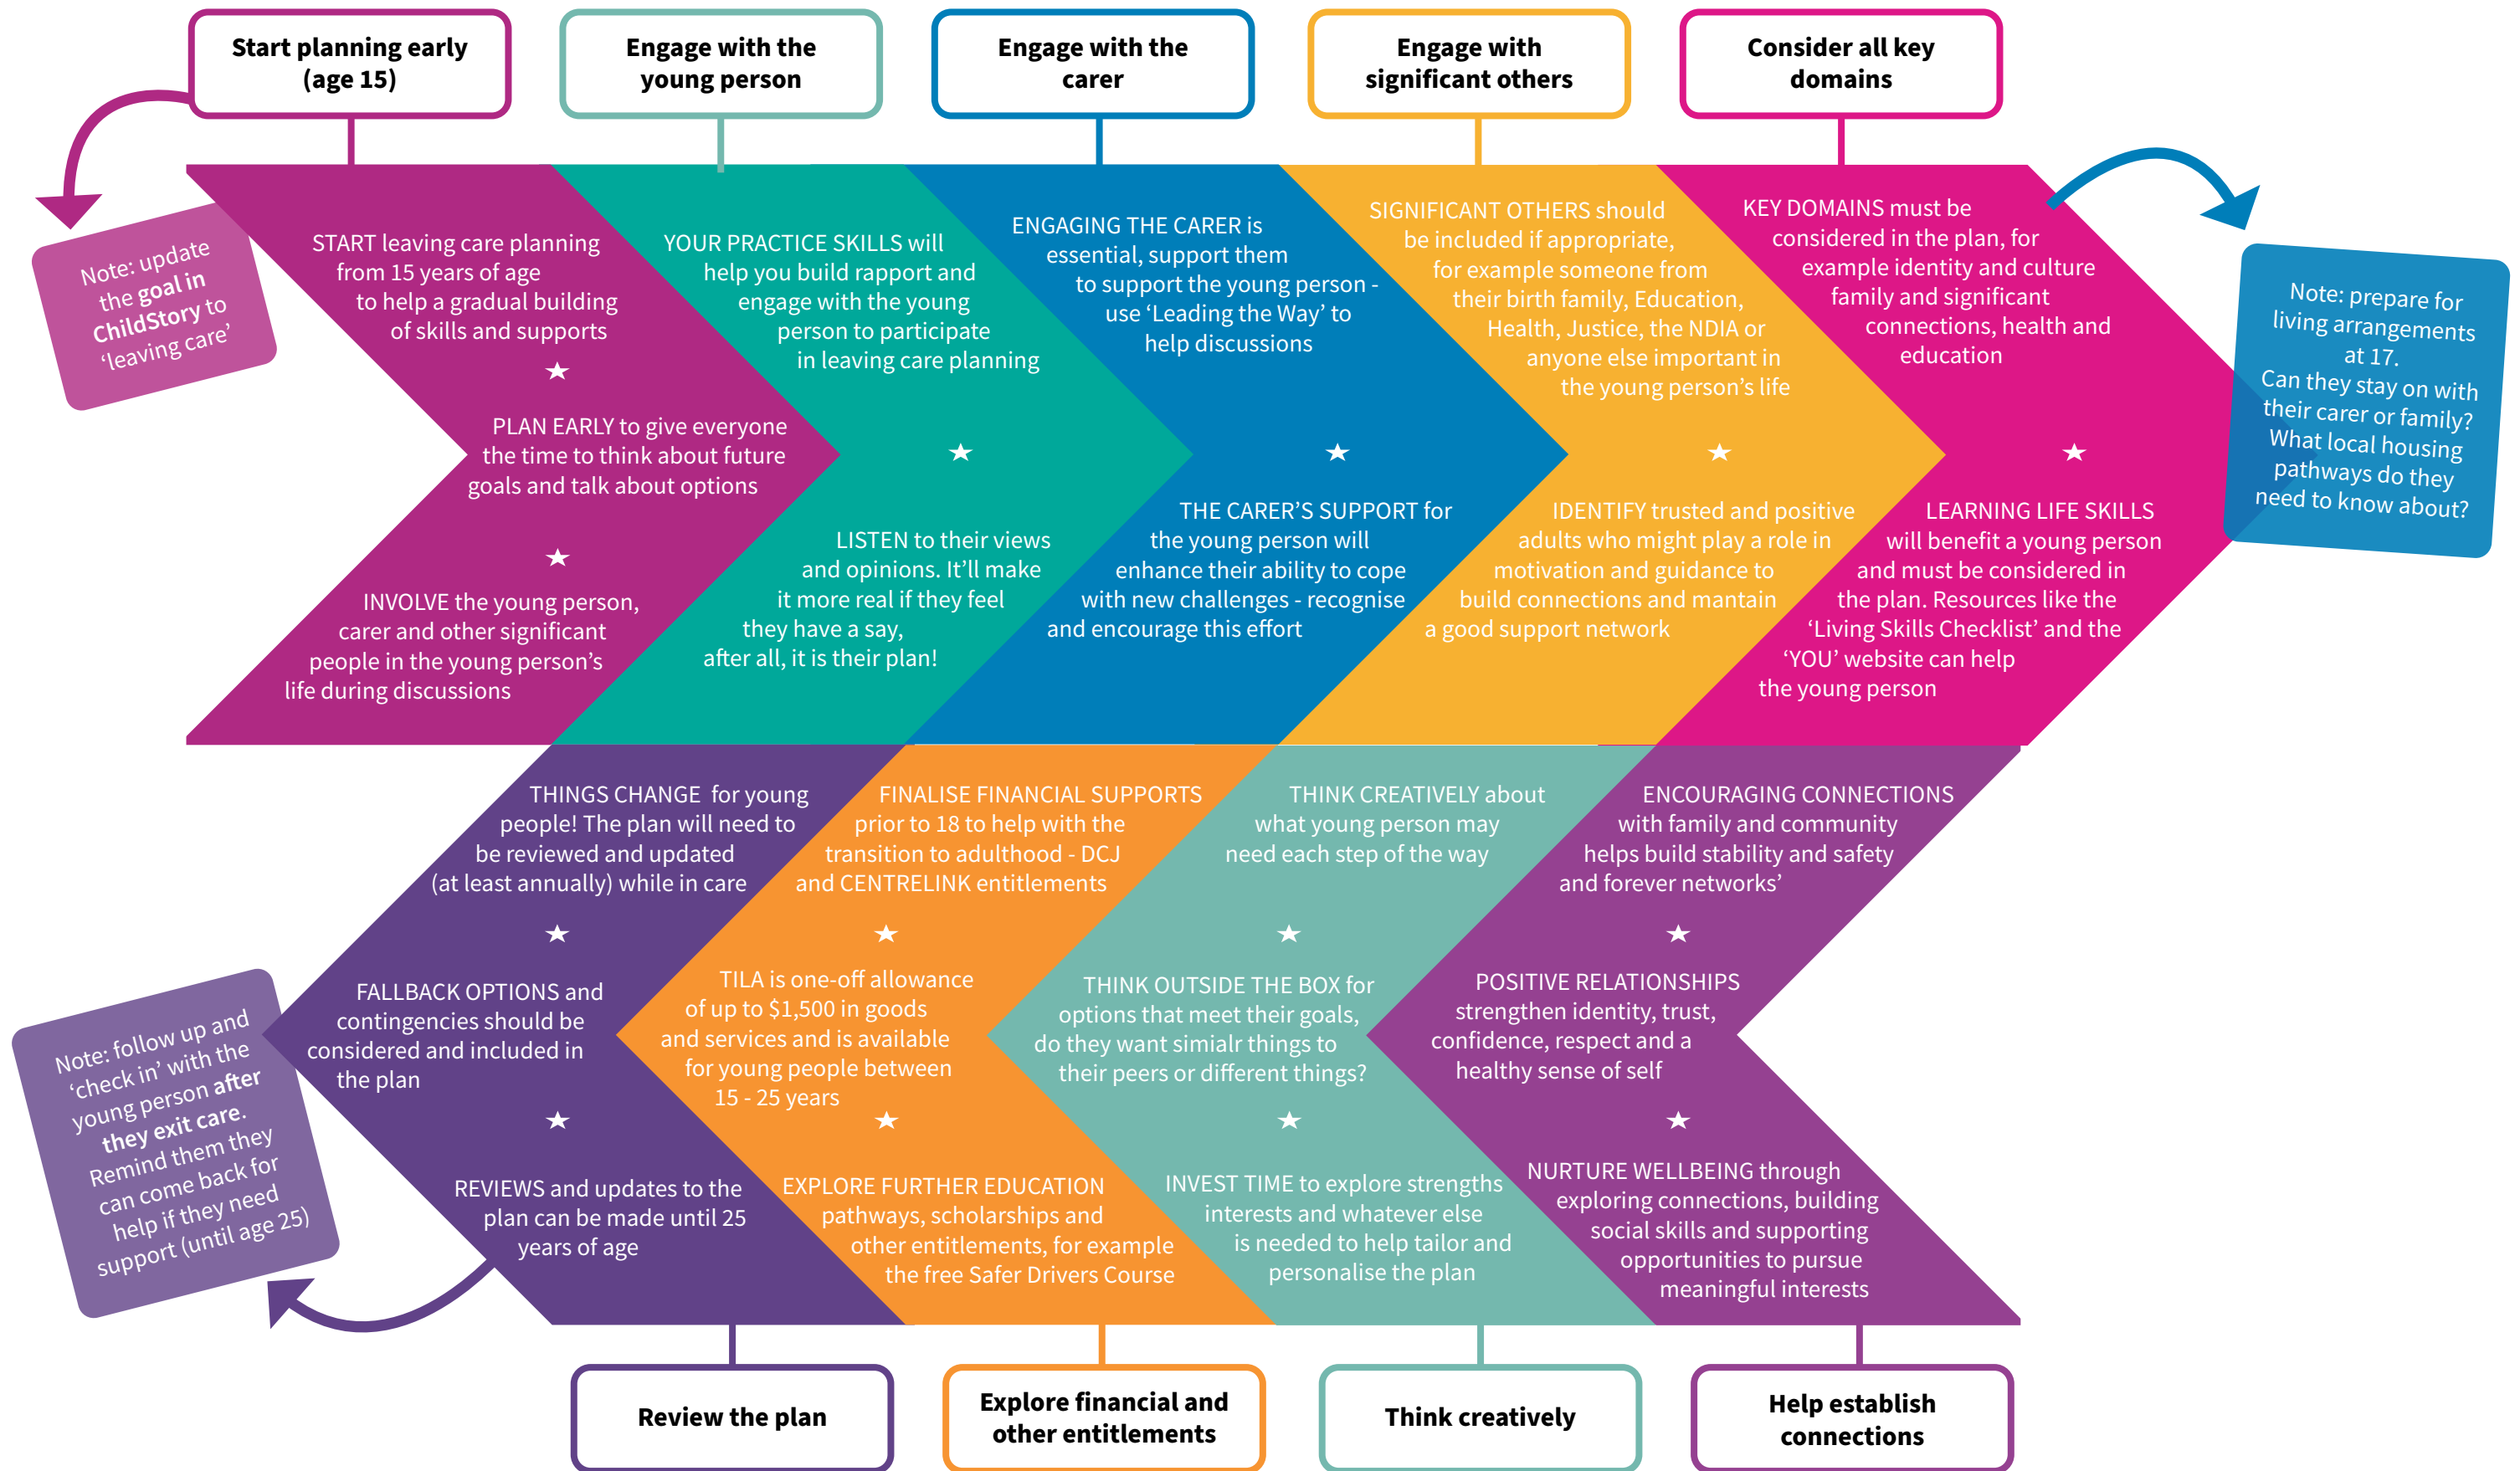 Start planning early
(age 15)
Engage with the
young person
Engage with the
carer
Engage with
significant others
Consider all key
domains
Note: update
the goal in
ChildStory to
‘leaving care’
START leaving care planning
from 15 years of age
to help a gradual building
of skills and supports
PLAN EARLY to give everyone
the time to think about future
goals and talk about options
INVOLVE the young person,
carer and other significant
people in the young person’s
life during discussions
YOUR PRACTICE SKILLS will
help you build rapport and
engage with the young
person to participate
in leaving care planning
LISTEN to their views
and opinions. It’ll make
it more real if they feel
they have a say,
after all, it is their plan!
ENGAGING THE CARER is
essential, support them
to support the young person -
use ‘Leading the Way’ to
help discussions
THE CARER’S SUPPORT for
the young person will
enhance their ability to cope
with new challenges - recognise
and encourage this effort
SIGNIFICANT OTHERS should
be included if appropriate,
for example someone from
their birth family, Education,
Health, Justice, the NDIA or
anyone else important in
the young person’s life
IDENTIFY trusted and positive
adults who might play a role in
motivation and guidance to
build connections and mantain
a good support network
KEY DOMAINS must be
considered in the plan, for
example identity and culture
family and significant
connections, health and
education
LEARNING LIFE SKILLS
will benefit a young person
and must be considered in
the plan. Resources like the
‘Living Skills Checklist’ and the
‘YOU’ website can help
the young person
Note: prepare for
living arrangements
at 17.
Can they stay on with
their carer or family?
What local housing
pathways do they
need to know about?
ENCOURAGING CONNECTIONS
with family and community
helps build stability and safety
and forever networks’
POSITIVE RELATIONSHIPS
strengthen identity, trust,
confidence, respect and a
healthy sense of self
NURTURE WELLBEING through
exploring connections, building
social skills and supporting
opportunities to pursue
meaningful interests
THINK CREATIVELY about
what young person may
need each step of the way
THINK OUTSIDE THE BOX for
options that meet their goals,
do they want simialr things to
their peers or different things?
INVEST TIME to explore strengths
interests and whatever else
is needed to help tailor and
personalise the plan
FINALISE FINANCIAL SUPPORTS
prior to 18 to help with the
transition to adulthood - DCJ
and CENTRELINK entitlements
TILA is one-off allowance
of up to $1,500 in goods
and services and is available
for young people between
15 - 25 years
EXPLORE FURTHER EDUCATION
pathways, scholarships and
other entitlements, for example
the free Safer Drivers Course
THINGS CHANGE for young
people! The plan will need to
be reviewed and updated
(at least annually) while in care
FALLBACK OPTIONS and
contingencies should be
considered and included in
the plan
REVIEWS and updates to the
plan can be made until 25
years of age
Note: follow up and
‘check in’ with the
young person after
they exit care.
Remind them they
can come back for
help if they need
support (until age 25)
Review the plan
Explore financial and
other entitlements
Think creatively
Help establish
connections